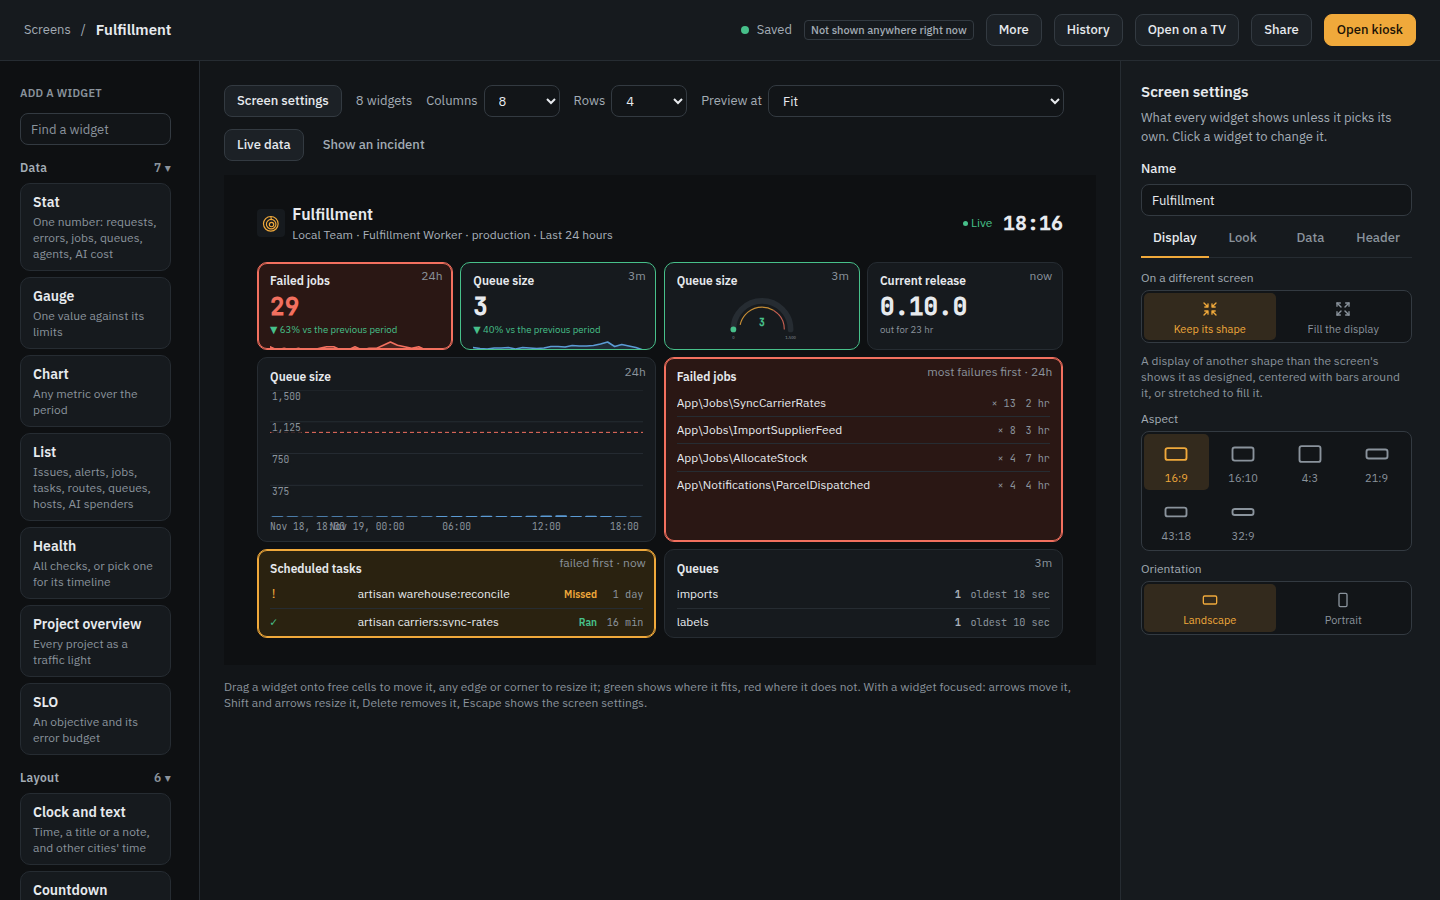 Screens / Fulfillment
Saved
Not shown anywhere right now
More
History
Open on a TV
Share
Open kiosk
ADD A WIDGET
Find a widget
Data 7 ▾
Stat
One number: requests,
errors, jobs, queues,
agents, AI cost
Gauge
One value against its
limits
Chart
Any metric over the
period
List
Issues, alerts, jobs,
tasks, routes, queues,
hosts, AI spenders
Health
All checks, or pick one
for its timeline
Project overview
Every project as a
traffic light
SLO
An objective and its
error budget
Layout 6 ▾
Clock and text
Time, a title or a note,
and other cities' time
Countdown
Screen settings
8 widgets
Columns 8
Rows 4
Preview at Fit
Live data
Show an incident
Fulfillment
Local Team · Fulfillment Worker · production · Last 24 hours
Live 18:16
Failed jobs 24h
29
▼ 63% vs the previous period
Queue size 3m
3
▼ 40% vs the previous period
Queue size 3m
3
Current release now
0.10.0
out for 23 hr
Queue size 24h
1,500
1,125
750
375
Nov 18, 18:00 Nov 19, 00:00 06:00 12:00 18:00
Failed jobs most failures first · 24h
App\Jobs\SyncCarrierRates × 13 2 hr
App\Jobs\ImportSupplierFeed × 8 3 hr
App\Jobs\AllocateStock × 4 7 hr
App\Notifications\ParcelDispatched × 4 4 hr
Scheduled tasks failed first · now
! artisan warehouse:reconcile Missed 1 day
✓ artisan carriers:sync-rates Ran 16 min
Queues 3m
imports 1 oldest 18 sec
labels 1 oldest 10 sec
Drag a widget onto free cells to move it, any edge or corner to resize it; green shows where it fits, red where it does not. With a widget focused: arrows move it,
Shift and arrows resize it, Delete removes it, Escape shows the screen settings.
Screen settings
What every widget shows unless it picks its
own. Click a widget to change it.
Name
Fulfillment
Display Look Data Header
On a different screen
Keep its shape
Fill the display
A display of another shape than the screen's
shows it as designed, centered with bars around
it, or stretched to fill it.
Aspect
16:9 16:10 4:3 21:9
43:18 32:9
Orientation
Landscape
Portrait